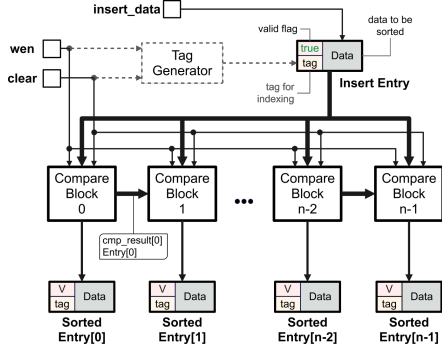 insert_data
valid flag
data to be
sorted
wen
Tag
Generator
true
tag
Data
clear
tag for
indexing
Insert Entry
Compare
Block
0
Compare
Block
1
•••
Compare
Block
n-2
Compare
Block
n-1
cmp_result[0]
Entry[0]
V
tag
Data
V
tag
Data
V
tag
Data
V
tag
Data
Sorted
Entry[0]
Sorted
Entry[1]
Sorted
Entry[n-2]
Sorted
Entry[n-1]